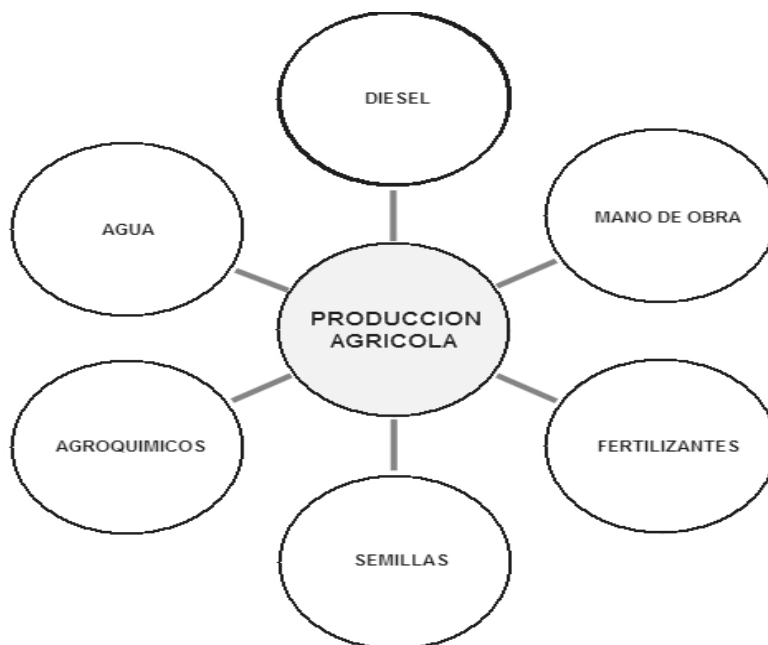 DIESEL
MANO DE OBRA
AGUA
PRODUCCION
AGRICOLA
AGROQUIMICOS
FERTILIZANTES
SEMILLAS